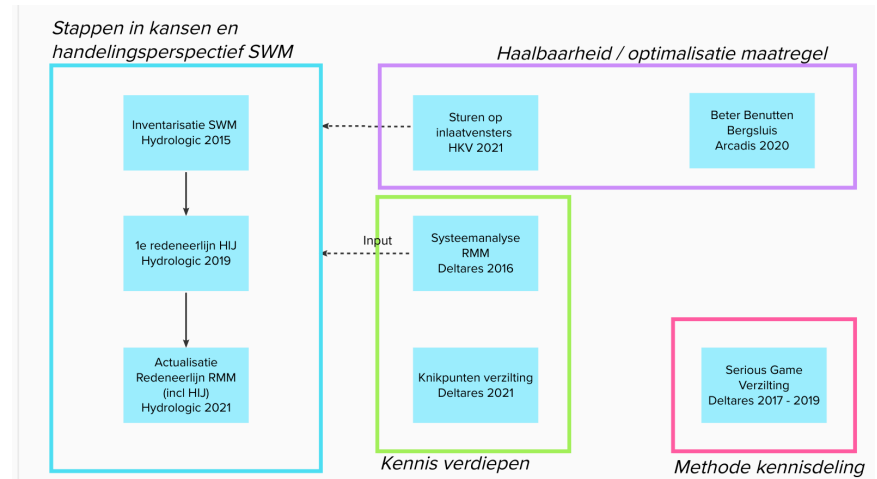 Stappen in kansen en
handelingsperspectief SWM
Haalbaarheid / optimalisatie maatregel
Inventarisatie SWM
Hydrologic 2015
Sturen op
inlaatvensters
HKV 2021
Beter Benutten
Bergsluis
Arcadis 2020
1e redeneerlijn HIJ
Hydrologic 2019
Input
Systeemanalyse
RMM
Deltares 2016
Actualisatie
Redeneerlijn RMM
(incl HIJ)
Hydrologic 2021
Knikpunten verzilting
Deltares 2021
Serious Game
Verzilting
Deltares 2017 - 2019
Kennis verdiepen
Methode kennisdeling